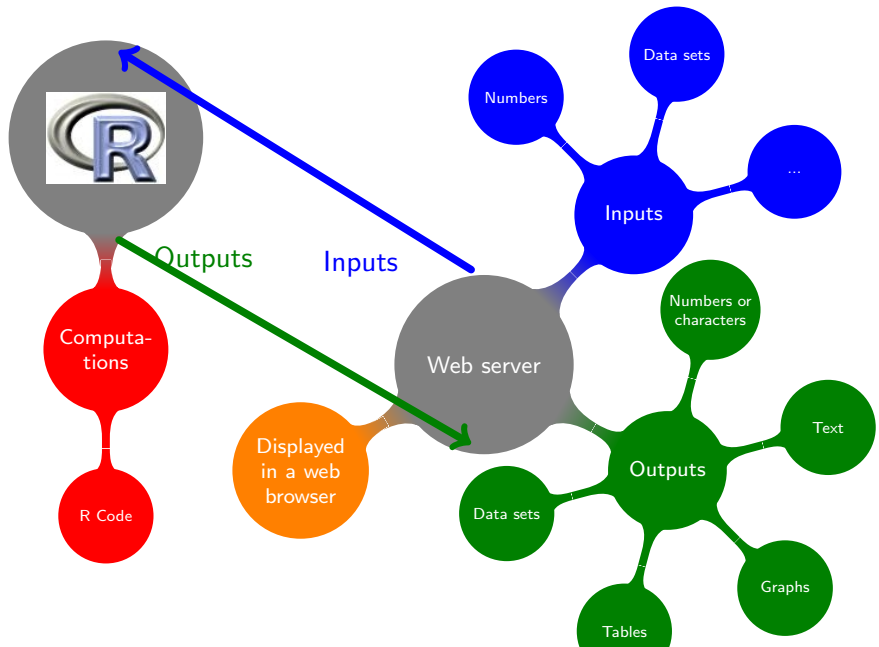 Data sets
Numbers
R
...
Inputs
Outputs
Inputs
Numbers or
characters
Computa-
tions
Web server
Text
Displayed
in a web
browser
Outputs
Data sets
R Code
Graphs
Tables